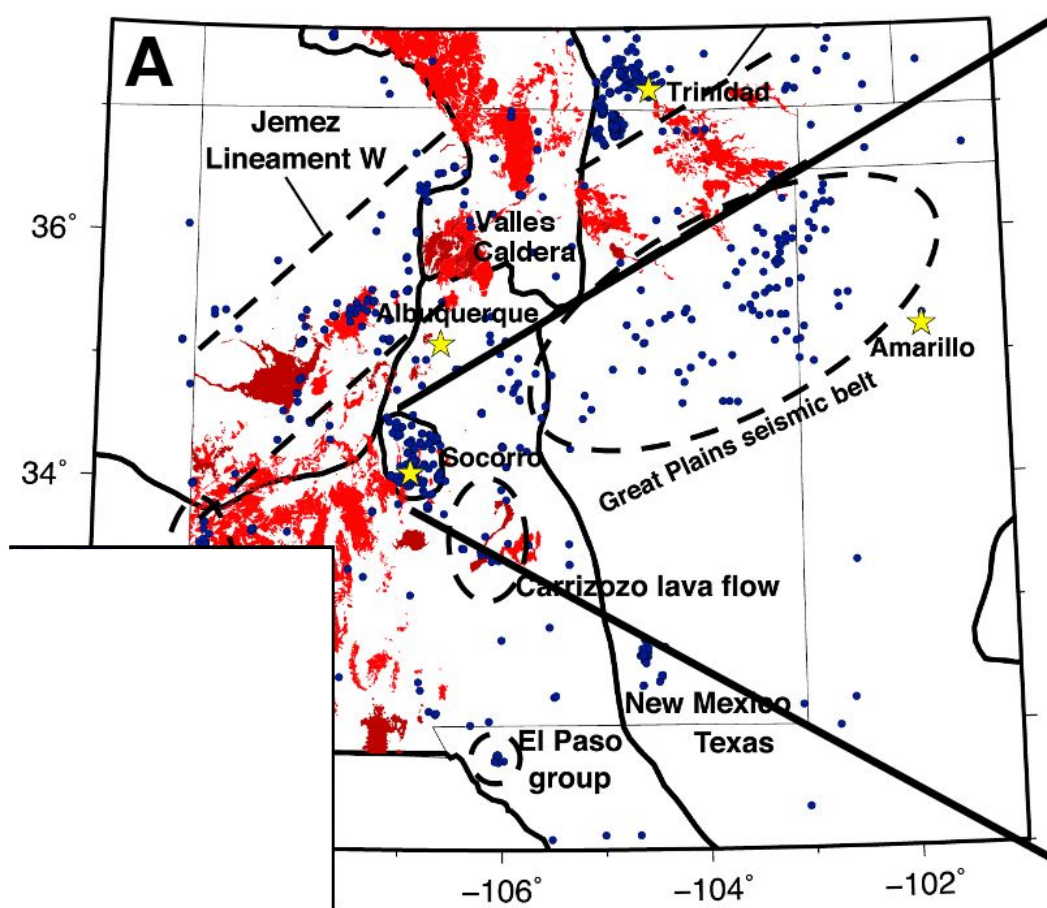 A
Trinidad
Jemez
Lineament W
36°
Valles
Caldera
Albuquerque
Amarillo
Great Plains seismic belt
Socorro
34°
Carrizozo lava flow
New Mexico
Texas
El Paso
group
−106°
−104°
−102°